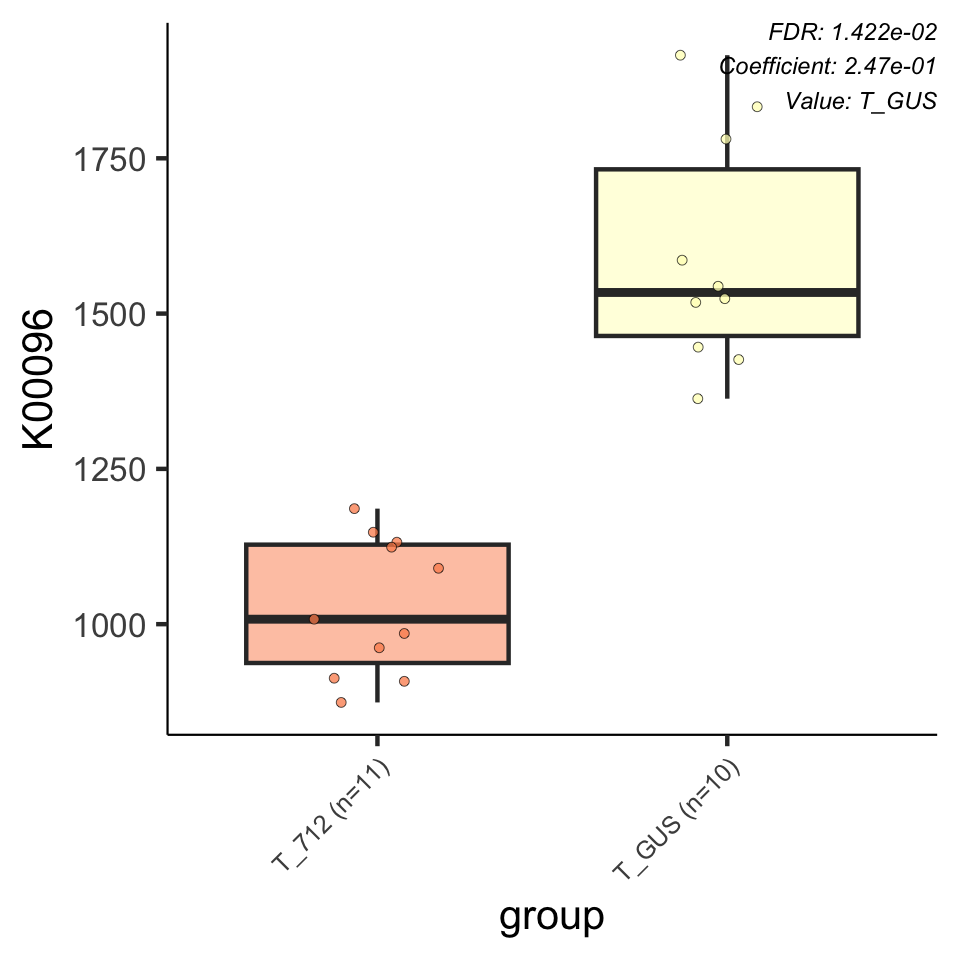 FDR: 1.422e-02
Coefficient: 2.47e-01
Value: T_GUS
1750
1500
1250
1000
K00096
T_712 (n=11)
T_GUS (n=10)
group